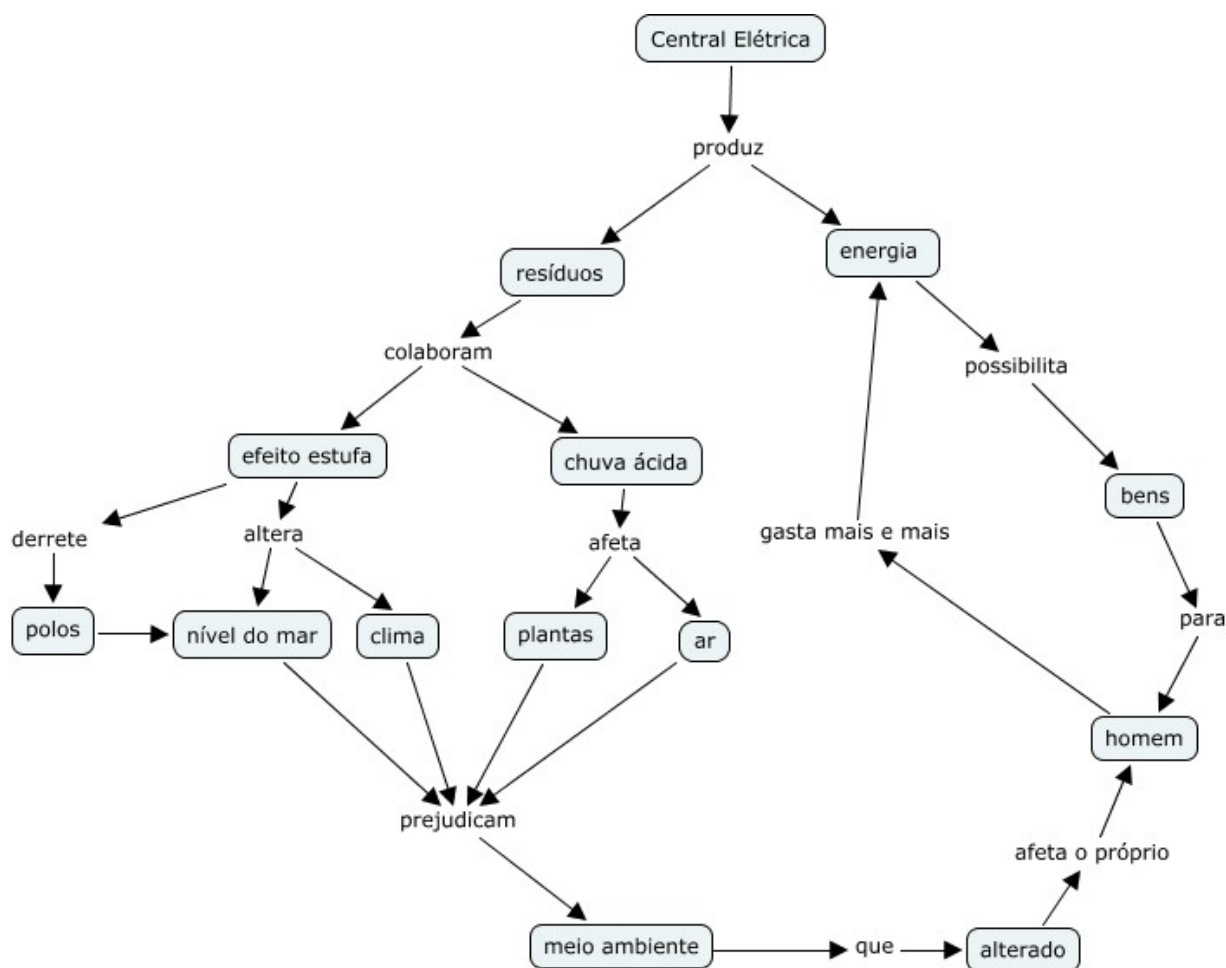 Central Elétrica
produz
energia
resíduos
colaboram
possibilita
efeito estufa
chuva ácida
bens
derrete
altera
afeta
gasta mais e mais
polos
nível do mar
clima
plantas
ar
para
homem
prejudicam
afeta o próprio
meio ambiente
que
alterado